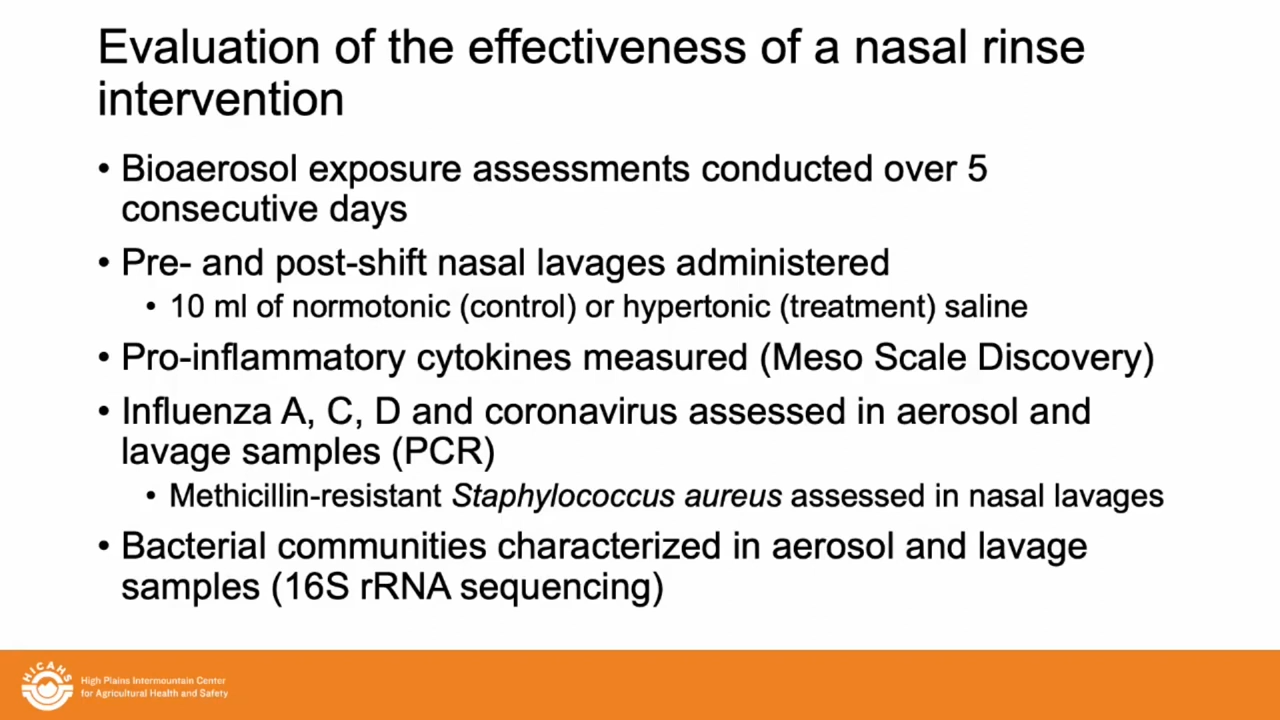 Evaluation of the effectiveness of a nasal rinse
intervention
• Bioaerosol exposure assessments conducted over 5
consecutive days
• Pre- and post-shift nasal lavages administered
• 10 ml of normotonic (control) or hypertonic (treatment) saline
• Pro-inflammatory cytokines measured (Meso Scale Discovery)
• Influenza A, C, D and coronavirus assessed in aerosol and
lavage samples (PCR)
• Methicillin-resistant Staphylococcus aureus assessed in nasal lavages
• Bacterial communities characterized in aerosol and lavage
samples (16S rRNA sequencing)
HICAHS
High Plains Intermountain Center
for Agricultural Health and Safety